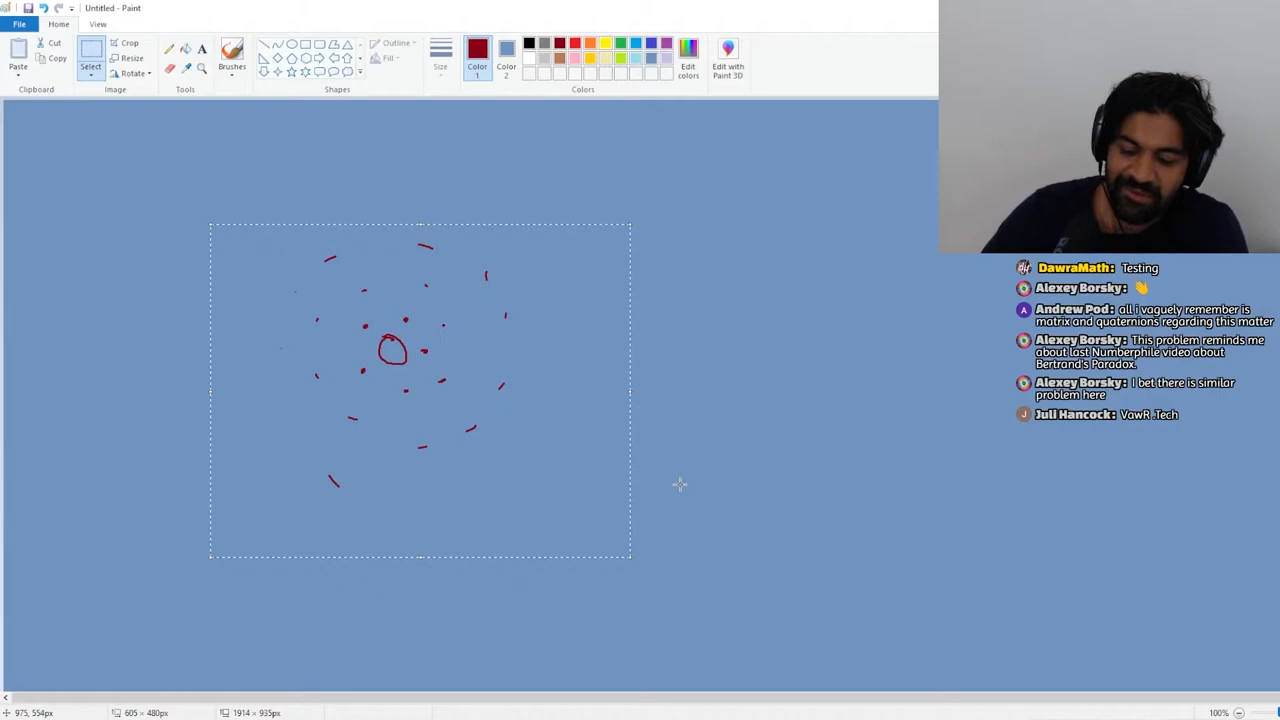 Untitled - Paint
File
Home
View
Paste
Cut
Copy
Clipboard
Select
Crop
Resize
Rotate
Image
A
Tools
Brushes
Outline
Fill
Shapes
Size
Color 1
Color 2
Edit colors
Colors
Edit with Paint 3D
DawraMath: Testing
Alexey Borsky: 👋
A Andrew Pod: all i vaguely remember is
matrix and quaternions regarding this matter
Alexey Borsky: This problem reminds me
about last Numberphile video about
Bertrand's Paradox.
Alexey Borsky: I bet there is similar
problem here
J Juli Hancock: VawR .Tech
975, 554px
605 × 480px
1914 × 935px
100%